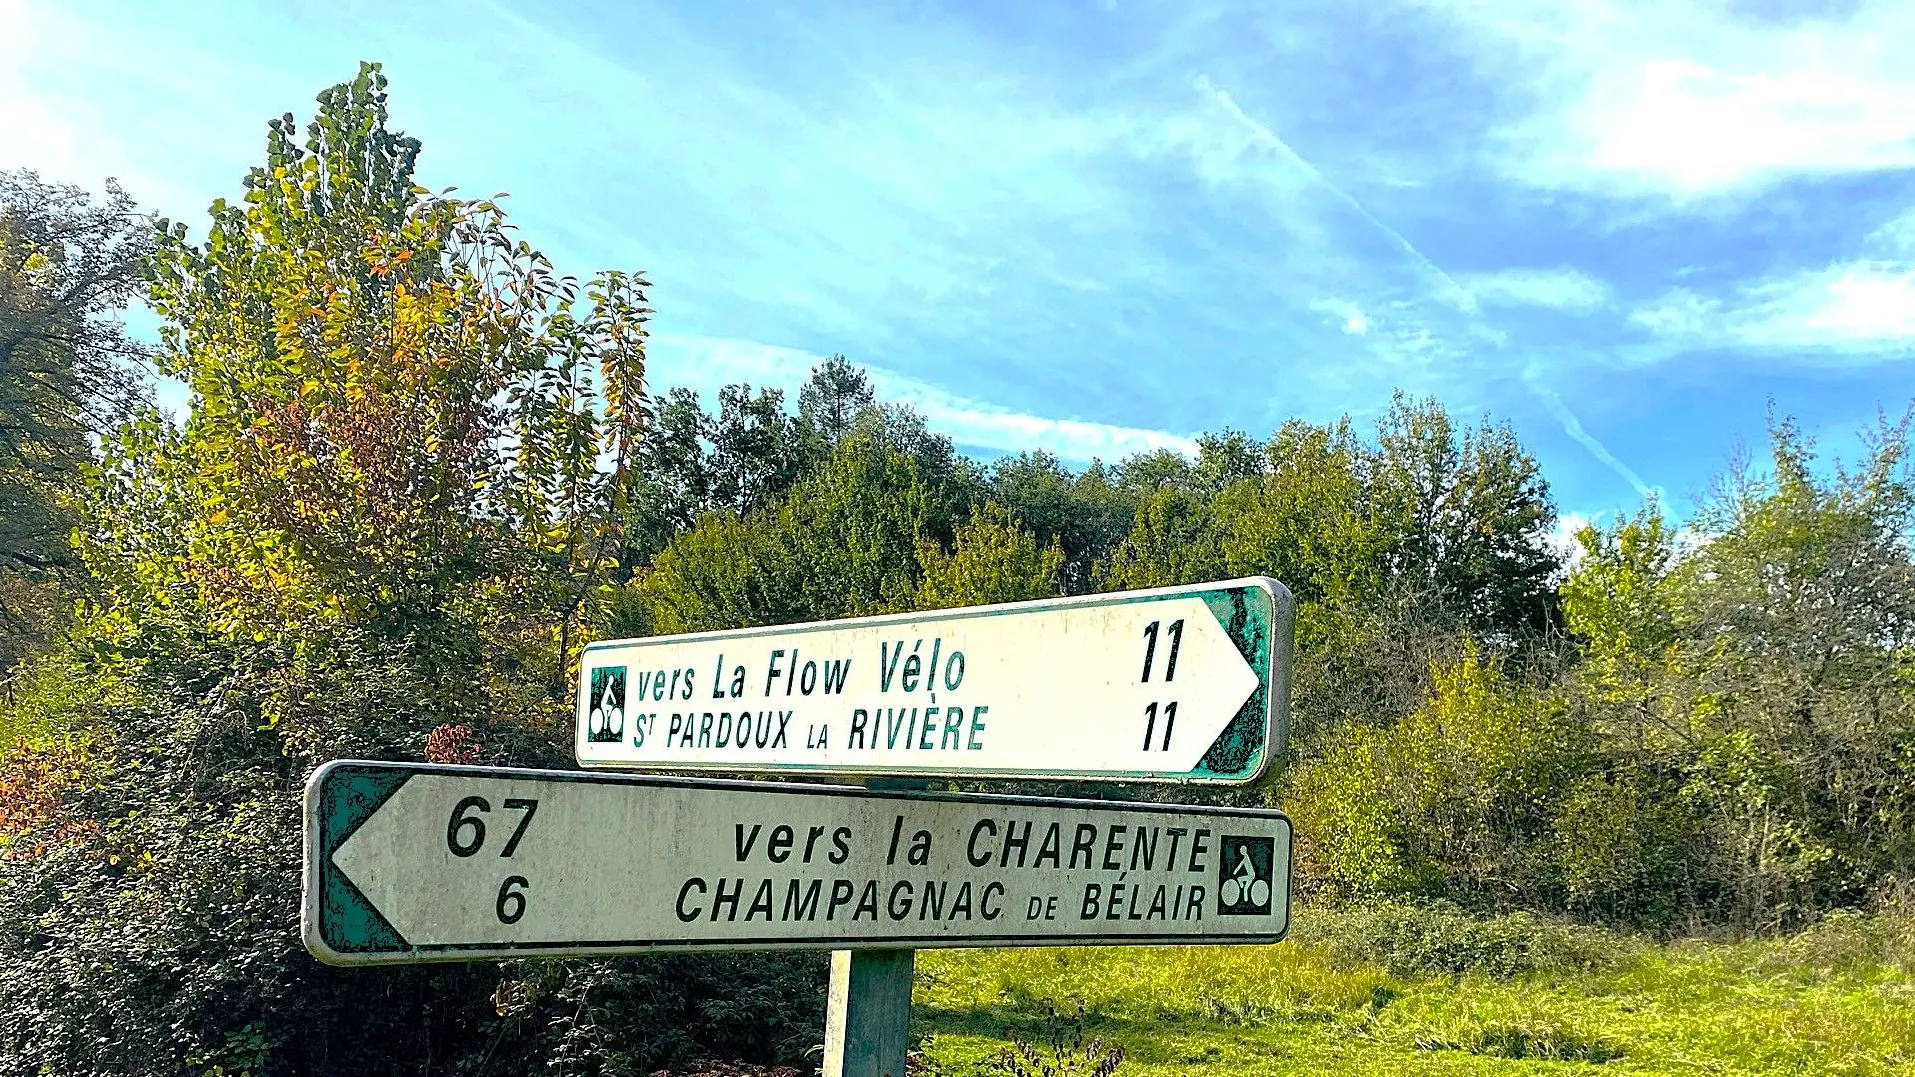 vers La Flow Vélo 11
ST PARDOUX LA RIVIÈRE 11
67 vers la CHARENTE
6 CHAMPAGNAC DE BÉLAIR